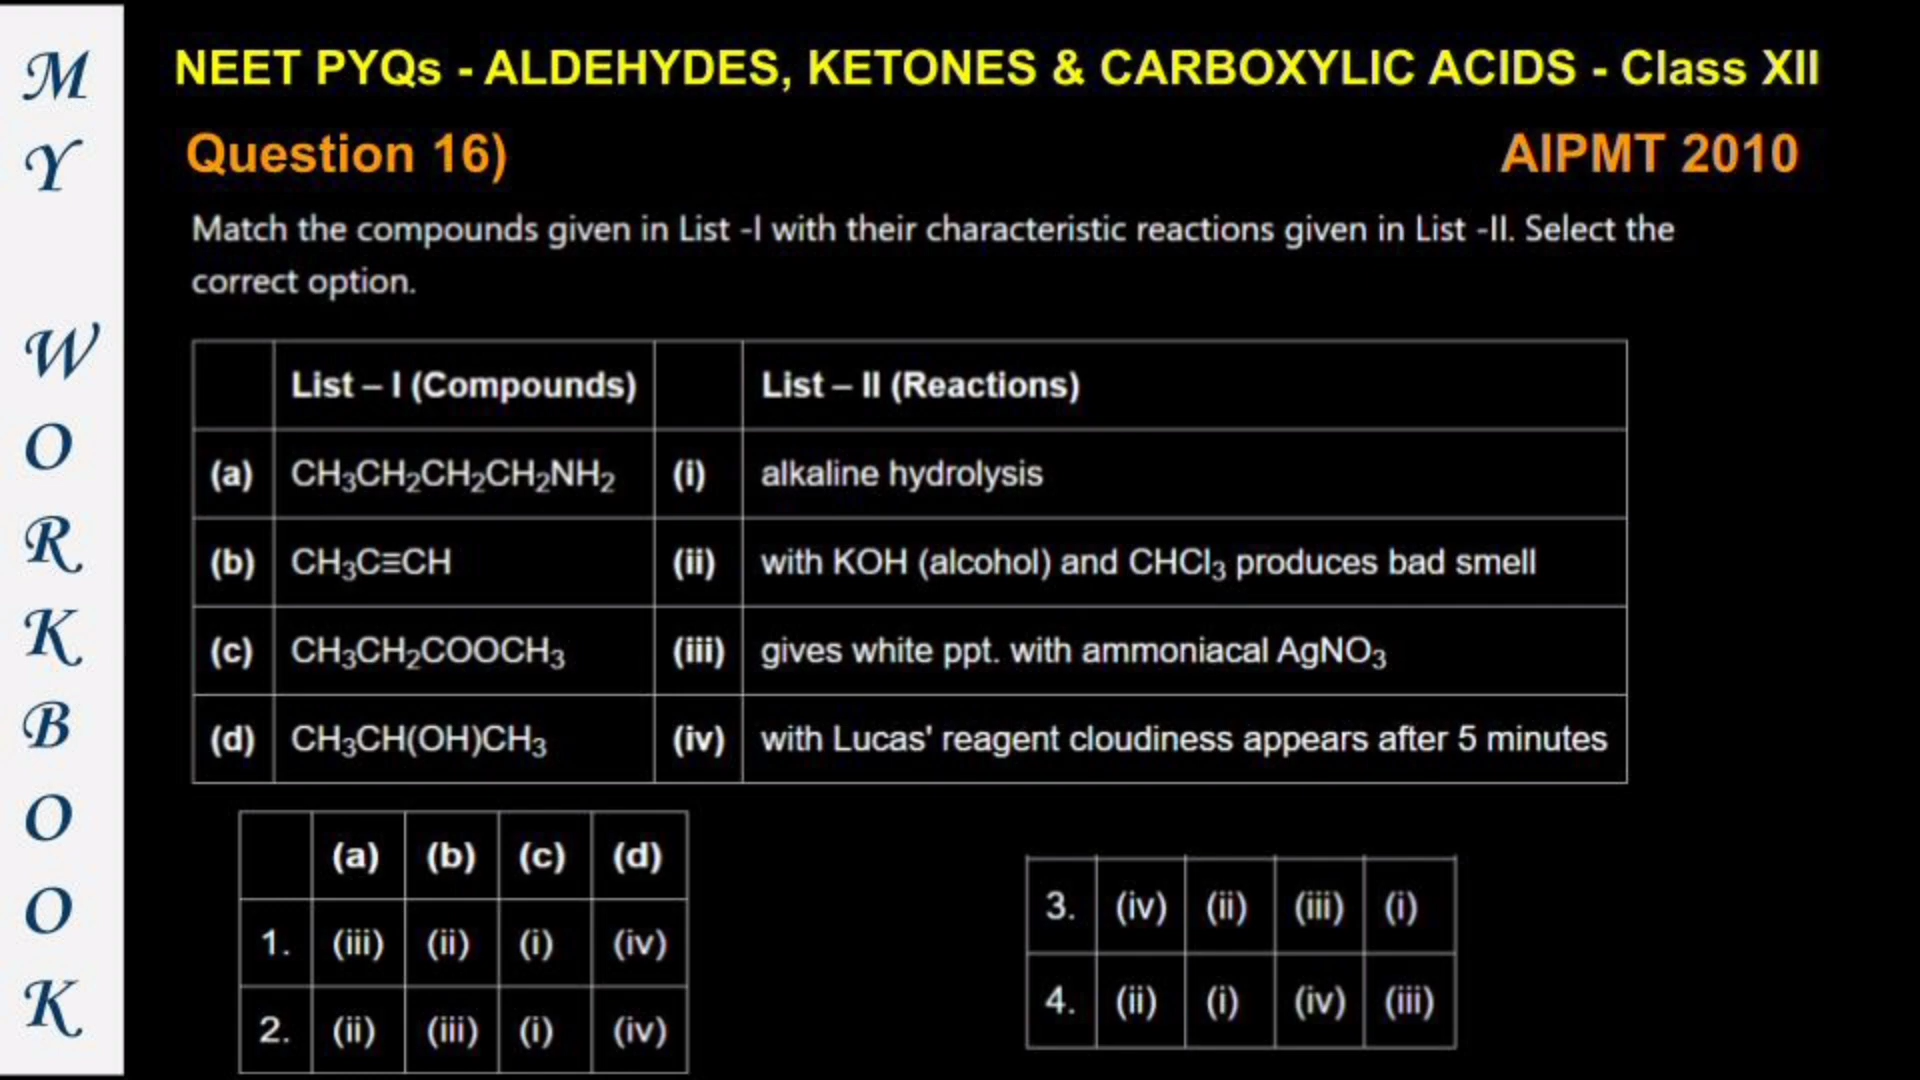 MY WORKBOOK
NEET PYQs - ALDEHYDES, KETONES & CARBOXYLIC ACIDS - Class XII
Question 16) AIPMT 2010
Match the compounds given in List -I with their characteristic reactions given in List -II. Select the
correct option.
List – I (Compounds) List – II (Reactions)
(a) CH₃CH₂CH₂CH₂NH₂ (i) alkaline hydrolysis
(b) CH₃C≡CH (ii) with KOH (alcohol) and CHCl₃ produces bad smell
(c) CH₃CH₂COOCH₃ (iii) gives white ppt. with ammoniacal AgNO₃
(d) CH₃CH(OH)CH₃ (iv) with Lucas' reagent cloudiness appears after 5 minutes
(a) (b) (c) (d)
1. (iii) (ii) (i) (iv)
2. (ii) (iii) (i) (iv)
3. (iv) (ii) (iii) (i)
4. (ii) (i) (iv) (iii)